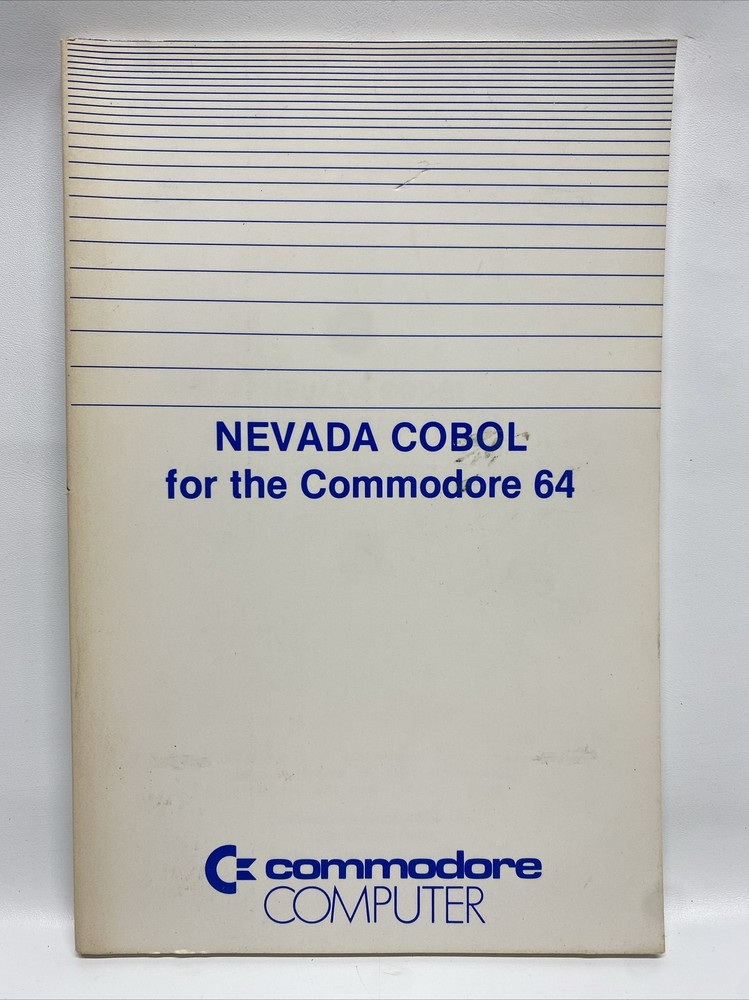 NEVADA COBOL
for the Commodore 64
commodore
COMPUTER